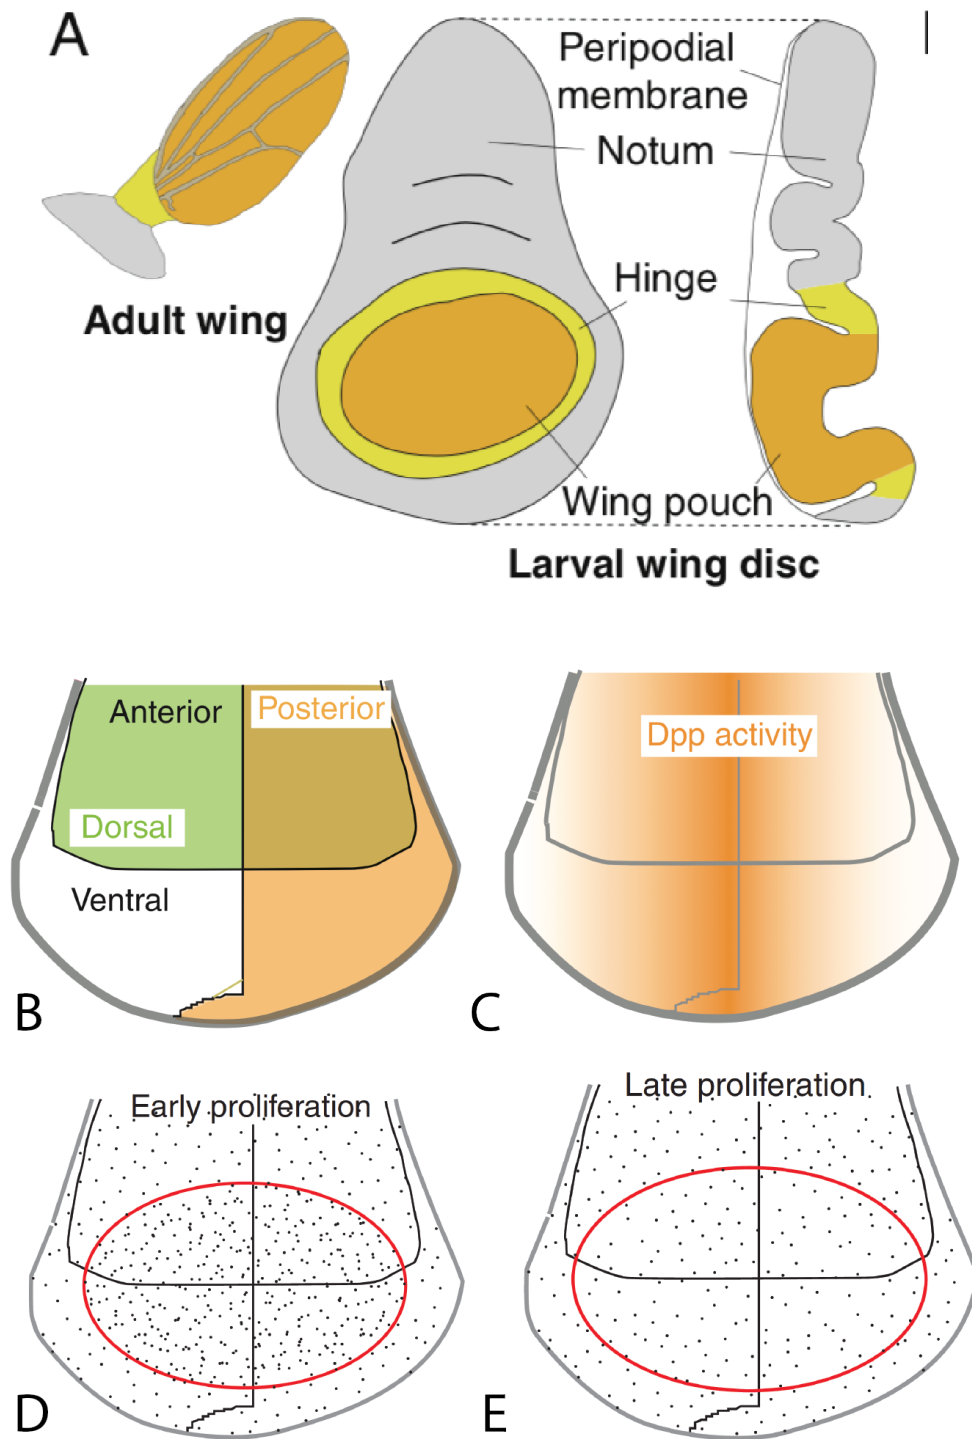 A
Peripodial
membrane
Notum
Hinge
Adult wing
Wing pouch
Larval wing disc
Anterior
Posterior
Dorsal
Ventral
B
Dpp activity
C
Early proliferation
D
Late proliferation
E